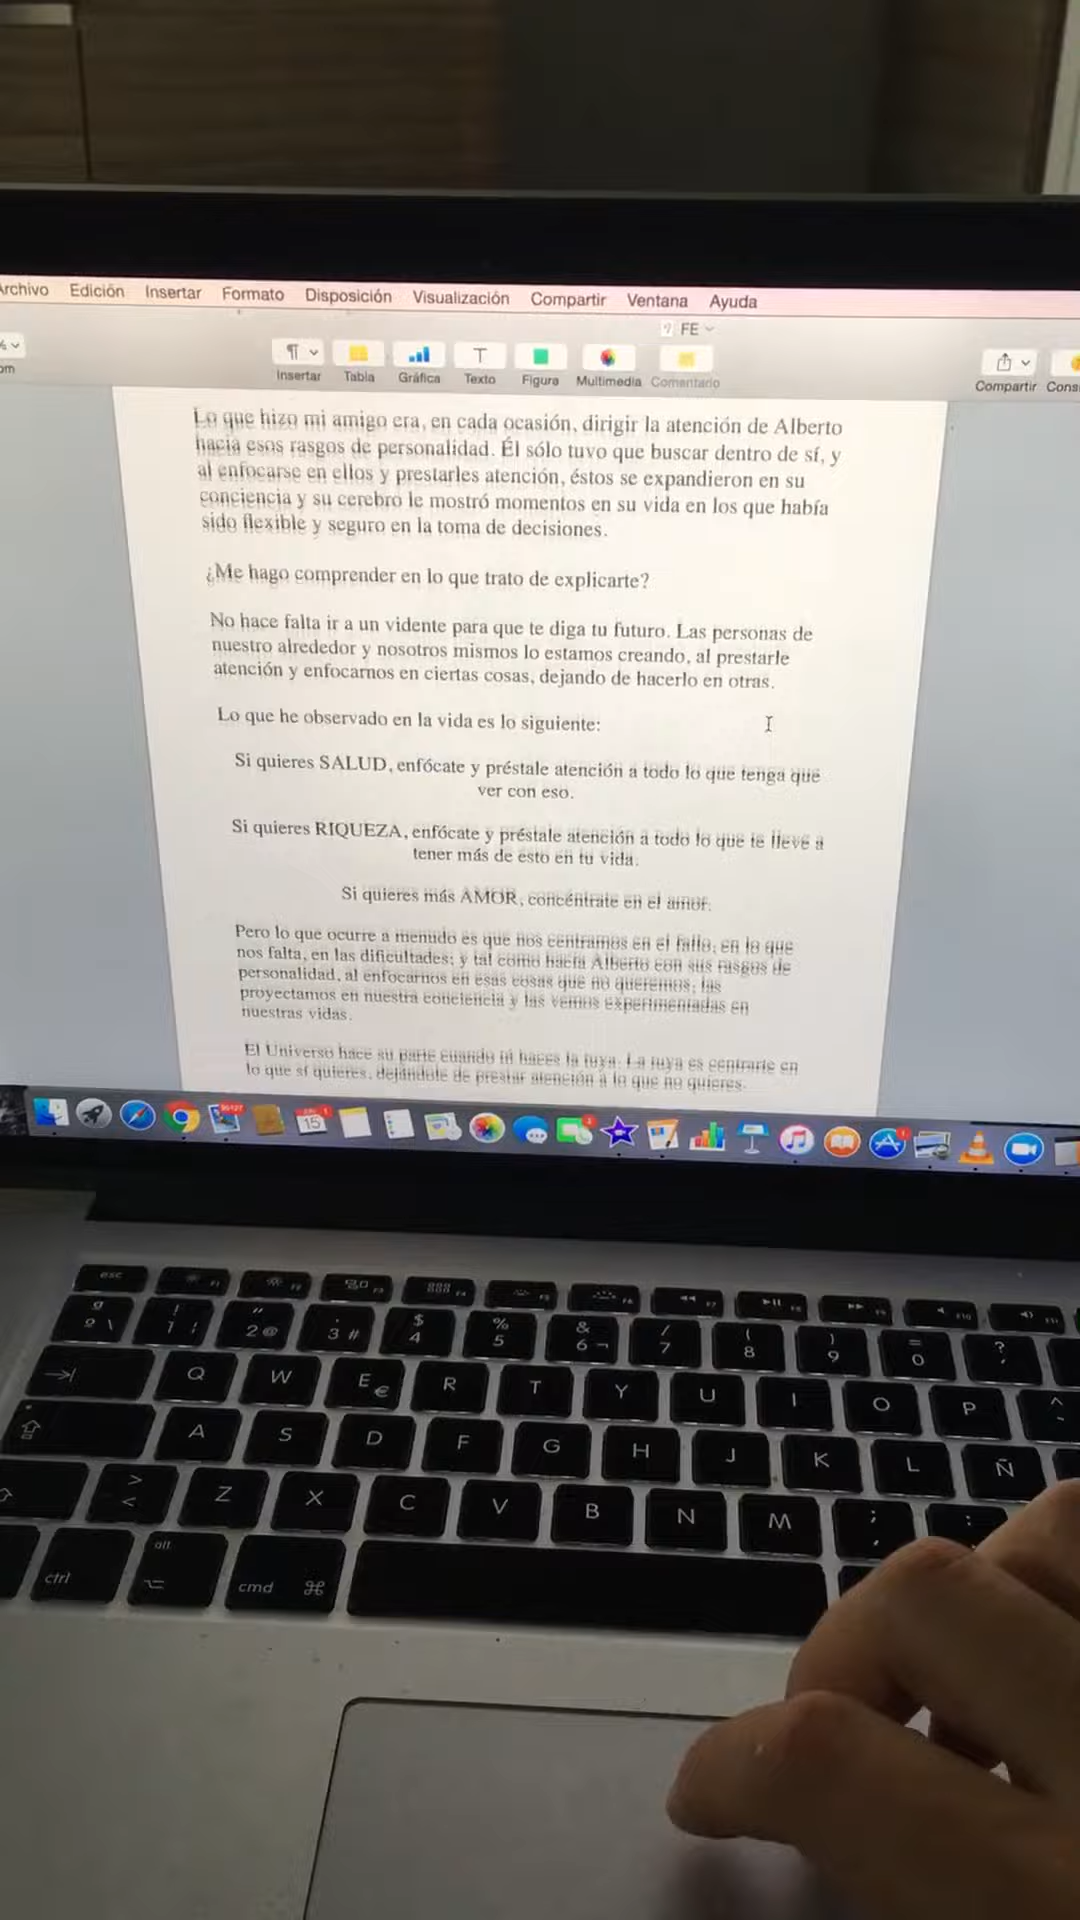 Archivo Edición Insertar Formato Disposición Visualización Compartir Ventana Ayuda
FE
Insertar Tabla Gráfica Texto Figura Multimedia Comentario Compartir
Lo que hizo mi amigo era, en cada ocasión, dirigir la atención de Alberto
hacia esos rasgos de personalidad. Él sólo tuvo que buscar dentro de sí, y
al enfocarse en ellos y prestarles atención, éstos se expandieron en su
conciencia y su cerebro le mostró momentos en su vida en los que había
sido flexible y seguro en la toma de decisiones.
¿Me hago comprender en lo que trato de explicarte?
No hace falta ir a un vidente para que te diga tu futuro. Las personas de
nuestro alrededor y nosotros mismos lo estamos creando, al prestarle
atención y enfocarnos en ciertas cosas, dejando de hacerlo en otras.
Lo que he observado en la vida es lo siguiente:
Si quieres SALUD, enfócate y préstale atención a todo lo que tenga que
ver con eso.
Si quieres RIQUEZA, enfócate y préstale atención a todo lo que te lleve a
tener más de esto en tu vida.
Si quieres más AMOR, concéntrate en el amor.
Pero lo que ocurre a menudo es que nos centramos en el fallo, en lo que
nos falta, en las dificultades; y tal como hacía Alberto con sus rasgos de
personalidad, al enfocarnos en esas cosas que no queremos, las
proyectamos en nuestra conciencia y las vemos experimentadas en
nuestras vidas.
El Universo hace su parte cuando tú haces la tuya. La tuya es centrarte en
lo que sí quieres, dejándole de prestar atención a lo que no quieres.
15
esc
! " · $ % & / ( ) = ?
1 2 @ 3 # 4 5 6 ¬ 7 8 9 0
Q W E € R T Y U I O P
A S D F G H J K L Ñ
> < Z X C V B N M ; , :
ctrl alt cmd ⌘